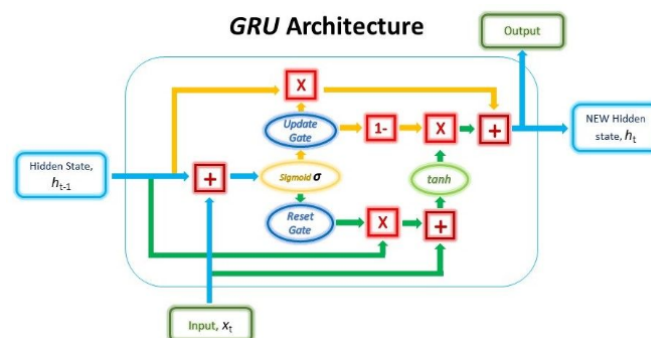 GRU Architecture
Output
X
Update
Gate
1-
X
+
NEW Hidden
state, ht
Hidden State,
ht-1
+
Sigmoid σ
tanh
Reset
Gate
X
+
Input, xt